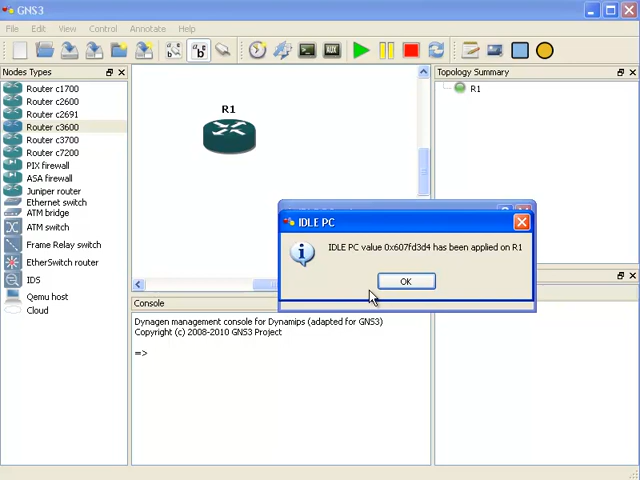 GNS3
File Edit View Control Annotate Help
Nodes Types
Topology Summary
Router c1700
Router c2600
Router c2691
Router c3600
Router c3700
Router c7200
PIX firewall
ASA firewall
Juniper router
Ethernet switch
ATM bridge
ATM switch
Frame Relay switch
EtherSwitch router
IDS
Qemu host
Cloud
R1
R1
IDLE PC
IDLE PC value 0x607fd3d4 has been applied on R1
OK
Console
Dynagen management console for Dynamips (adapted for GNS3)
Copyright (c) 2008-2010 GNS3 Project
=>